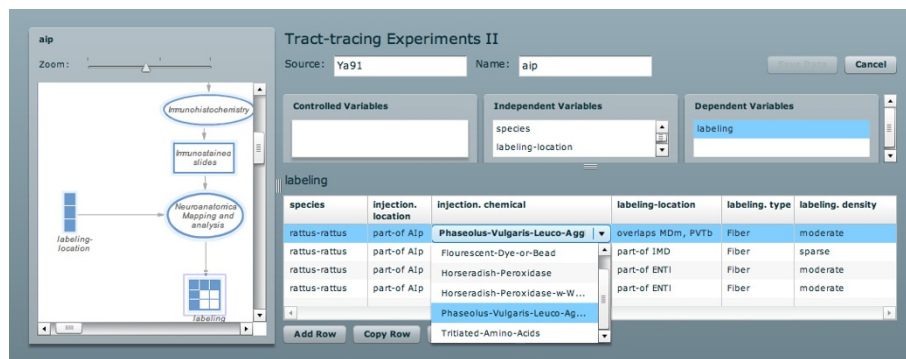 aip
Zoom:
Immunohistochemistry
Immunostained
slides
Neuroanatomical
Mapping and
analysis
labeling-
location
labeling
Tract-tracing Experiments II
Source: Ya91
Name: aip
Save Data
Cancel
Controlled Variables
Independent Variables
species
labeling-location
Dependent Variables
labeling
labeling
species
injection.
location
injection. chemical
labeling-location
labeling. type
labeling. density
rattus-rattus part-of AIp Phaseolus-Vulgaris-Leuco-Agg overlaps MDm, PVTb Fiber moderate
rattus-rattus part-of AIp part-of IMD Fiber sparse
rattus-rattus part-of AIp part-of ENTl Fiber moderate
rattus-rattus part-of AIp part-of ENTl Fiber moderate
Flourescent-Dye-or-Bead
Horseradish-Peroxidase
Horseradish-Peroxidase-w-W...
Phaseolus-Vulgaris-Leuco-Ag...
Tritiated-Amino-Acids
Add Row
Copy Row